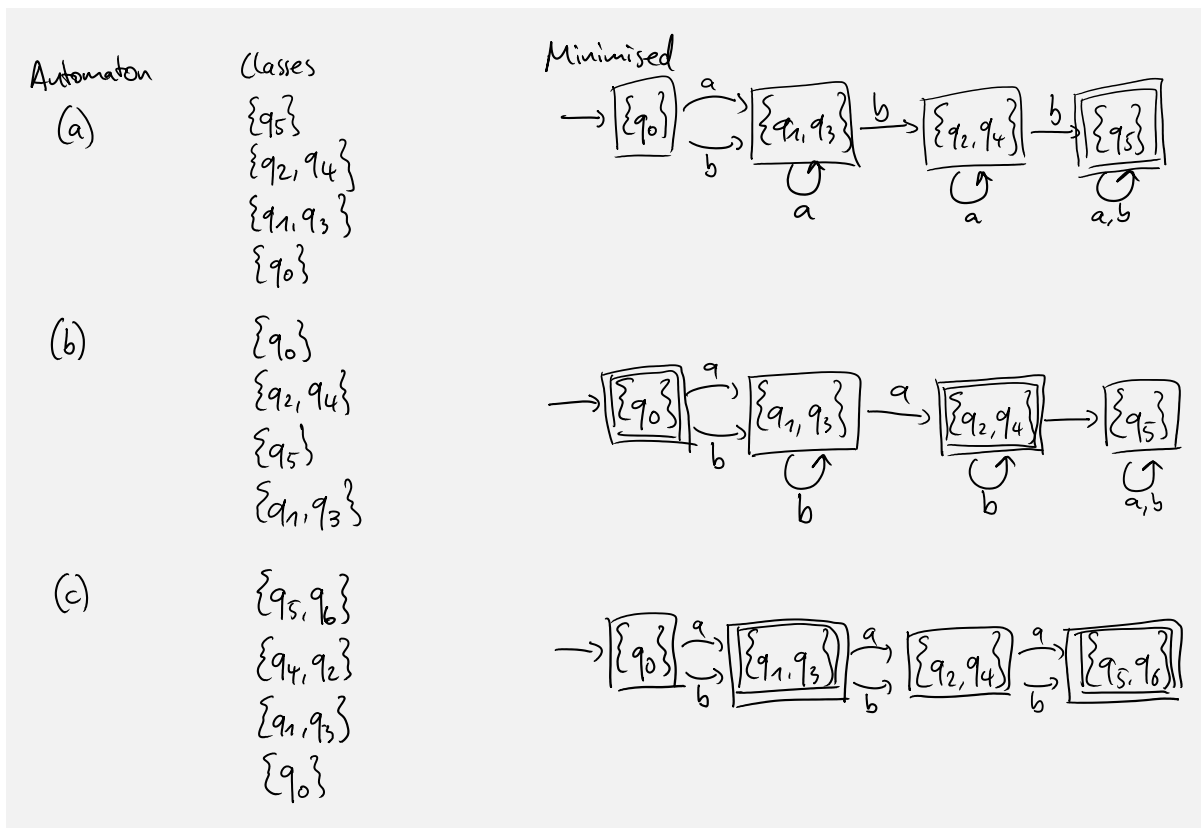 Automaton Classes Minimised
(a)
{q5}
{q2, q4}
{q1, q3}
{q0}
{q0} a b {q1, q3} b {q2, q4} b {q5}
a a a,b
(b)
{q0}
{q2, q4}
{q5}
{q1, q3}
{q0} a b {q1, q3} a {q2, q4} {q5}
b b a,b
(c)
{q5, q6}
{q4, q2}
{q1, q3}
{q0}
{q0} a b {q1, q3} a b {q2, q4} a b {q5, q6}